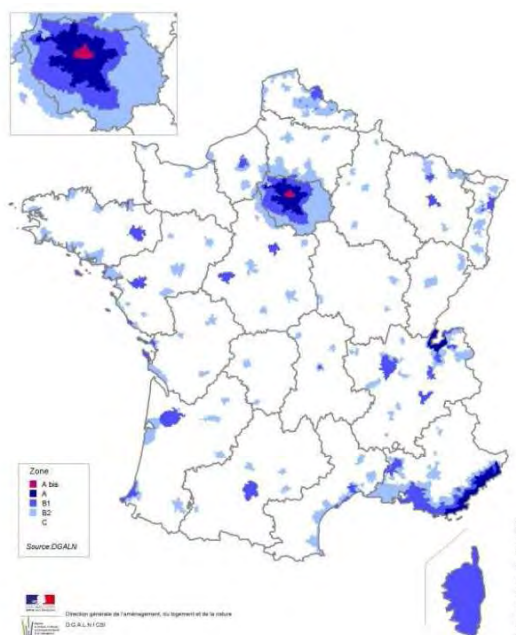 Zone :
A bis
A
B1
B2
C
Source:DGALN
Direction générale de l'aménagement, du logement et de la nature